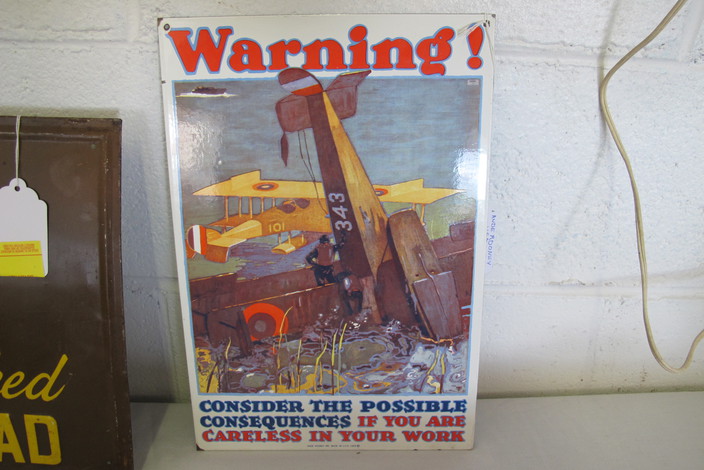 Warning!
343
101
CONSIDER THE POSSIBLE
CONSEQUENCES IF YOU ARE
CARELESS IN YOUR WORK
AD